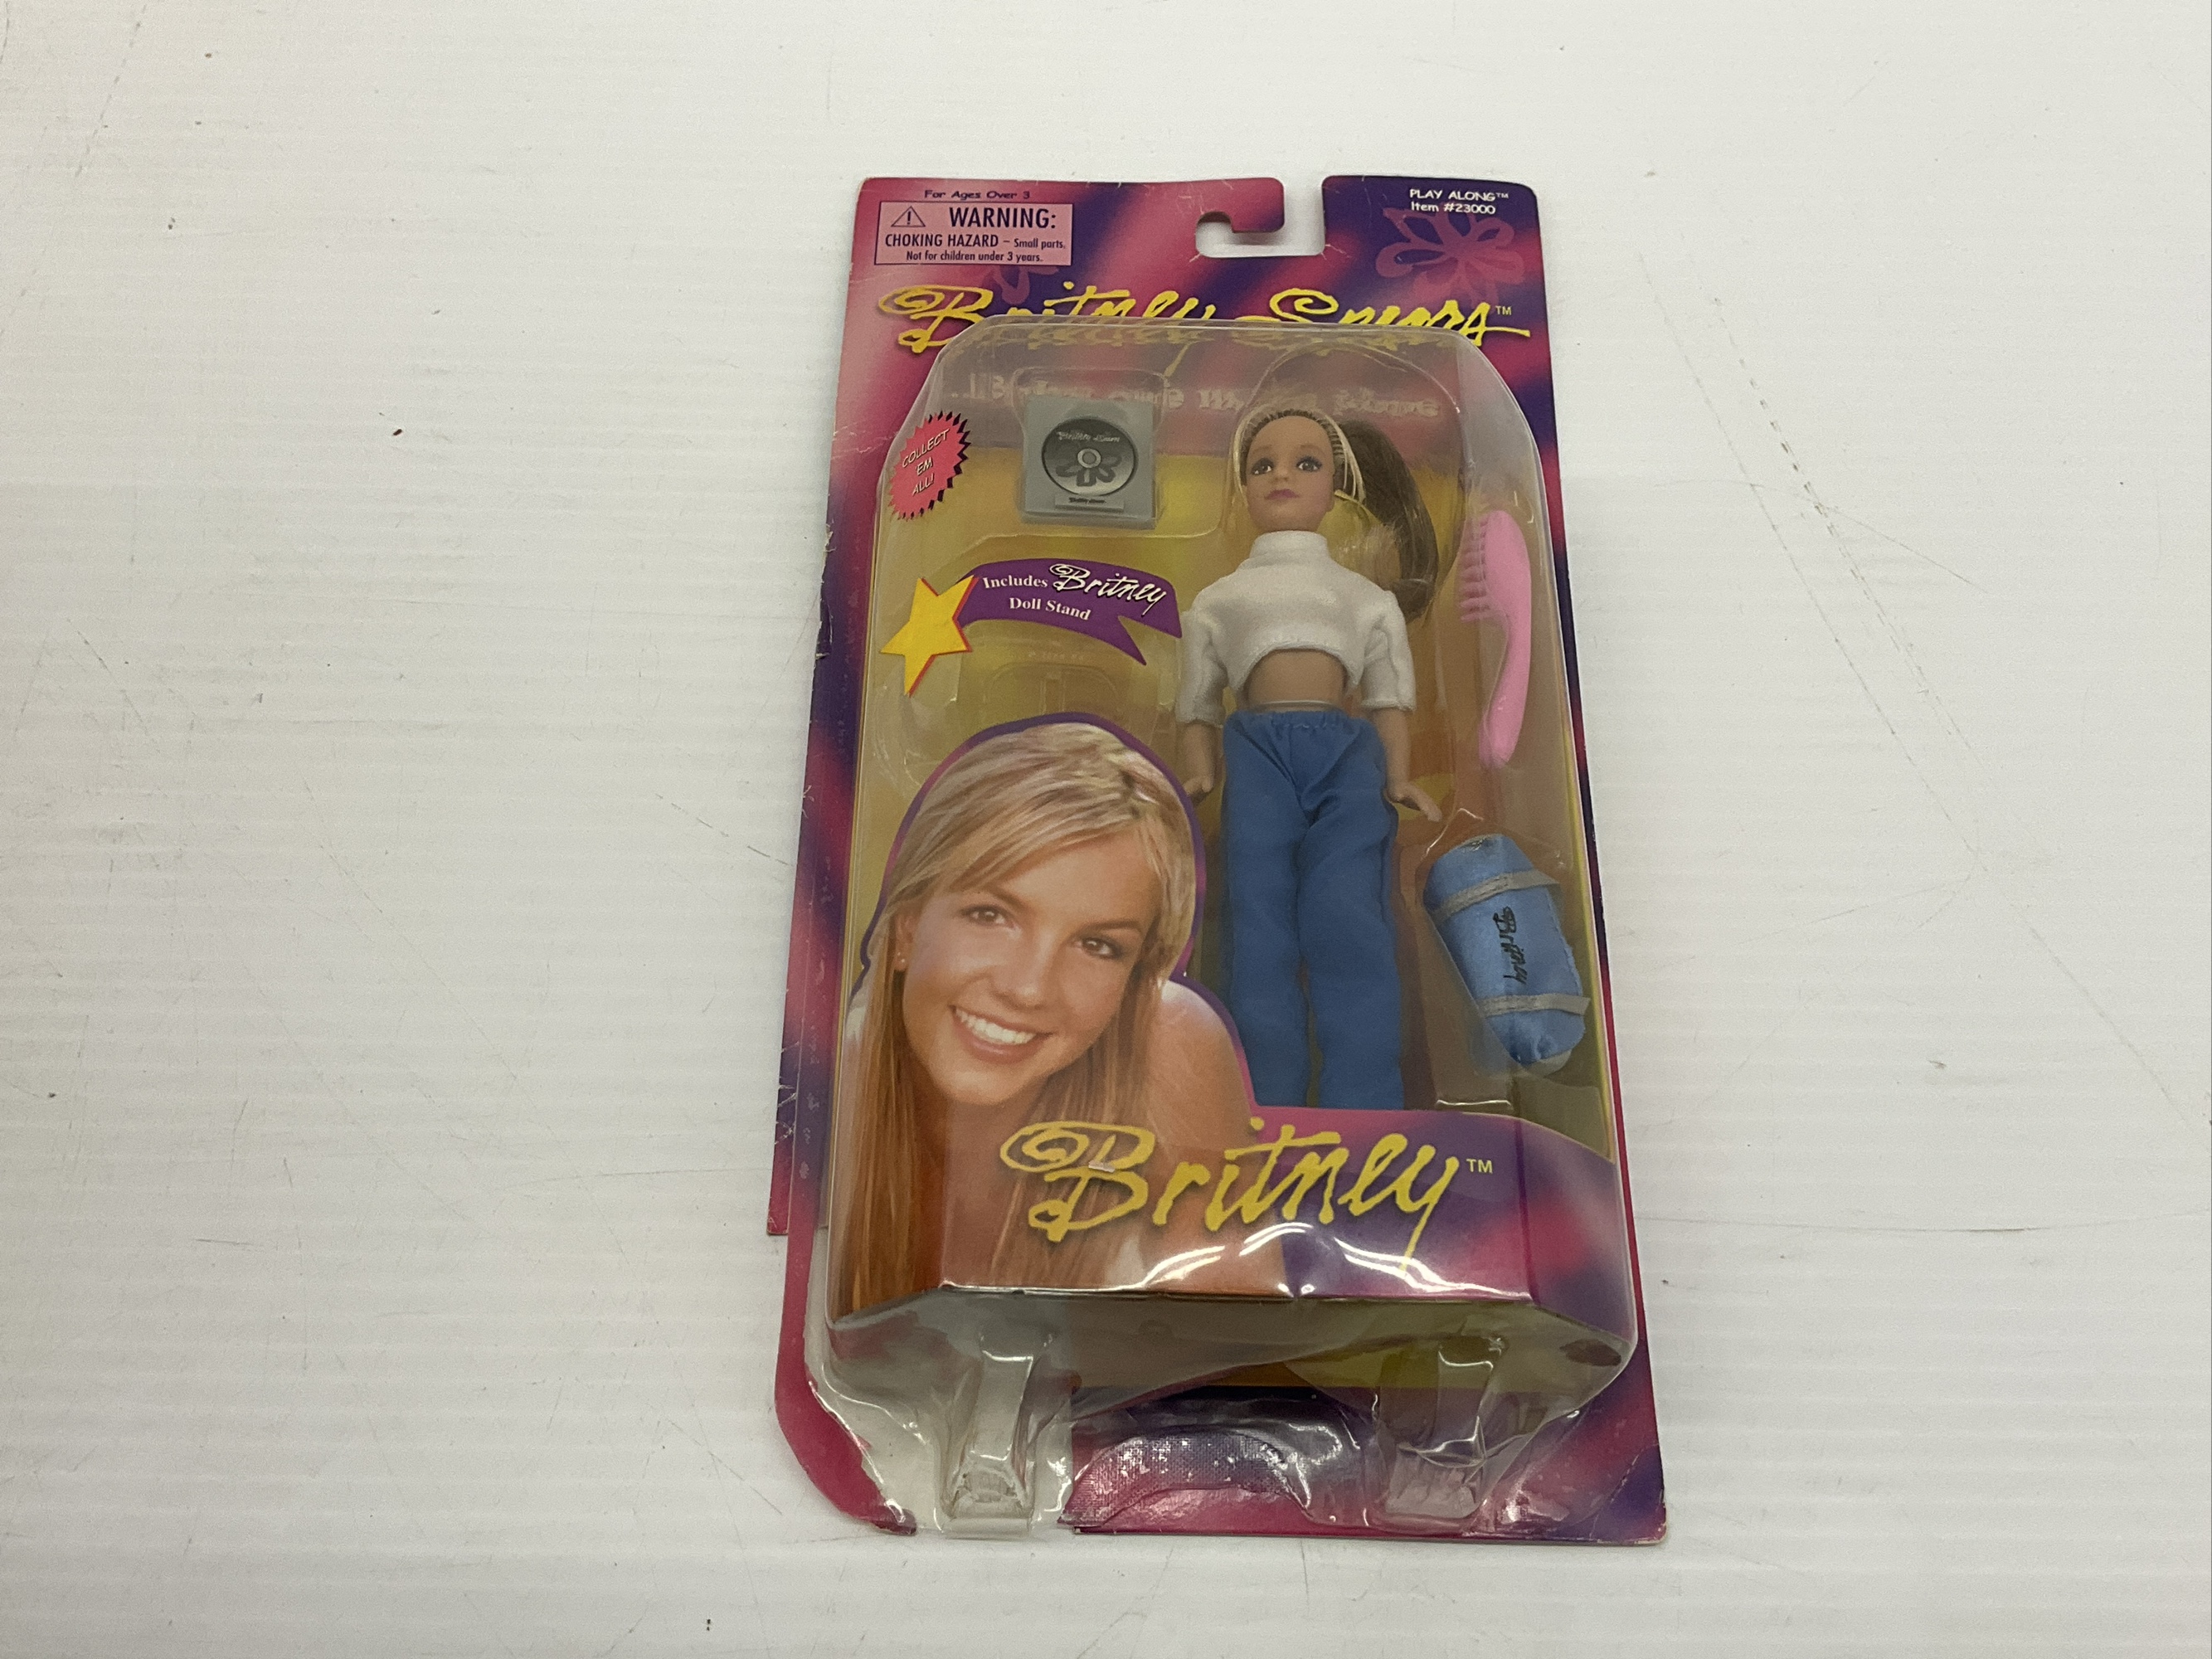 For Ages Over 3
WARNING:
CHOKING HAZARD – Small parts.
Not for children under 3 years.
PLAY ALONG™
Item #23000
Britney Spears™
COLLECT
EM
ALL!
Includes Britney
Doll Stand
Britney
Britney™